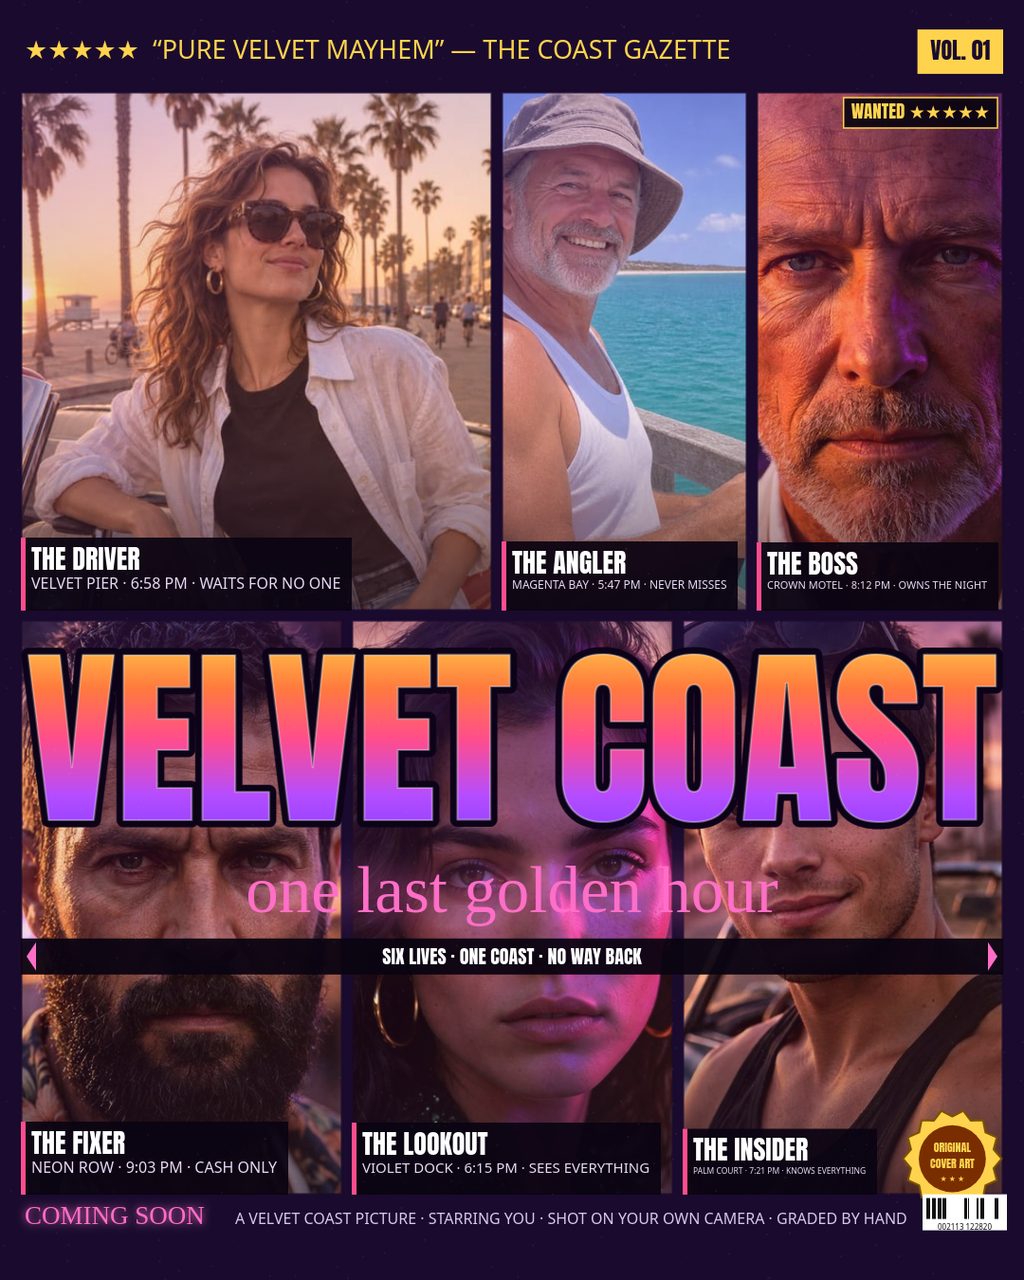 ★★★★★ “PURE VELVET MAYHEM” — THE COAST GAZETTE
VOL. 01
WANTED ★★★★★
THE DRIVER
VELVET PIER · 6:58 PM · WAITS FOR NO ONE
THE ANGLER
MAGENTA BAY · 5:47 PM · NEVER MISSES
THE BOSS
CROWN MOTEL · 8:12 PM · OWNS THE NIGHT
VELVET COAST
one last golden hour
SIX LIVES · ONE COAST · NO WAY BACK
THE FIXER
NEON ROW · 9:03 PM · CASH ONLY
THE LOOKOUT
VIOLET DOCK · 6:15 PM · SEES EVERYTHING
THE INSIDER
PALM COURT · 7:21 PM · KNOWS EVERYTHING
ORIGINAL
COVER ART
★ ★ ★
COMING SOON
A VELVET COAST PICTURE · STARRING YOU · SHOT ON YOUR OWN CAMERA · GRADED BY HAND
002113 122820